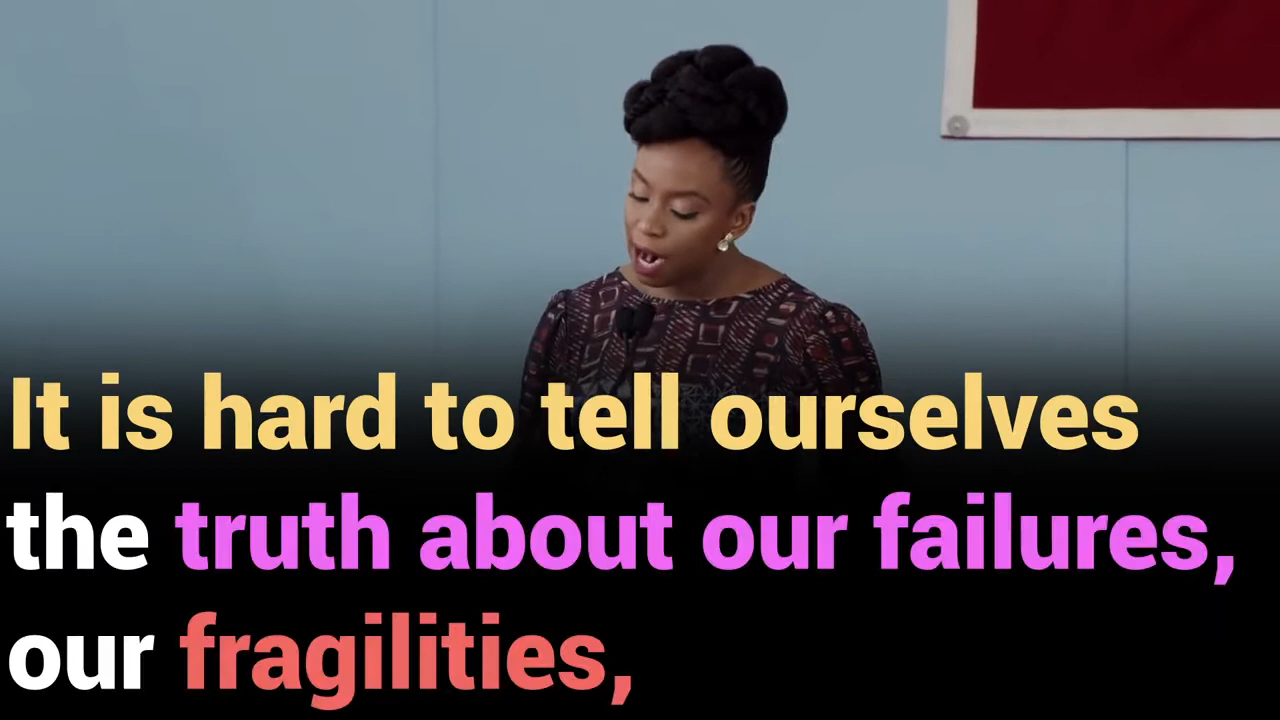 It is hard to tell ourselves
the truth about our failures,
our fragilities,